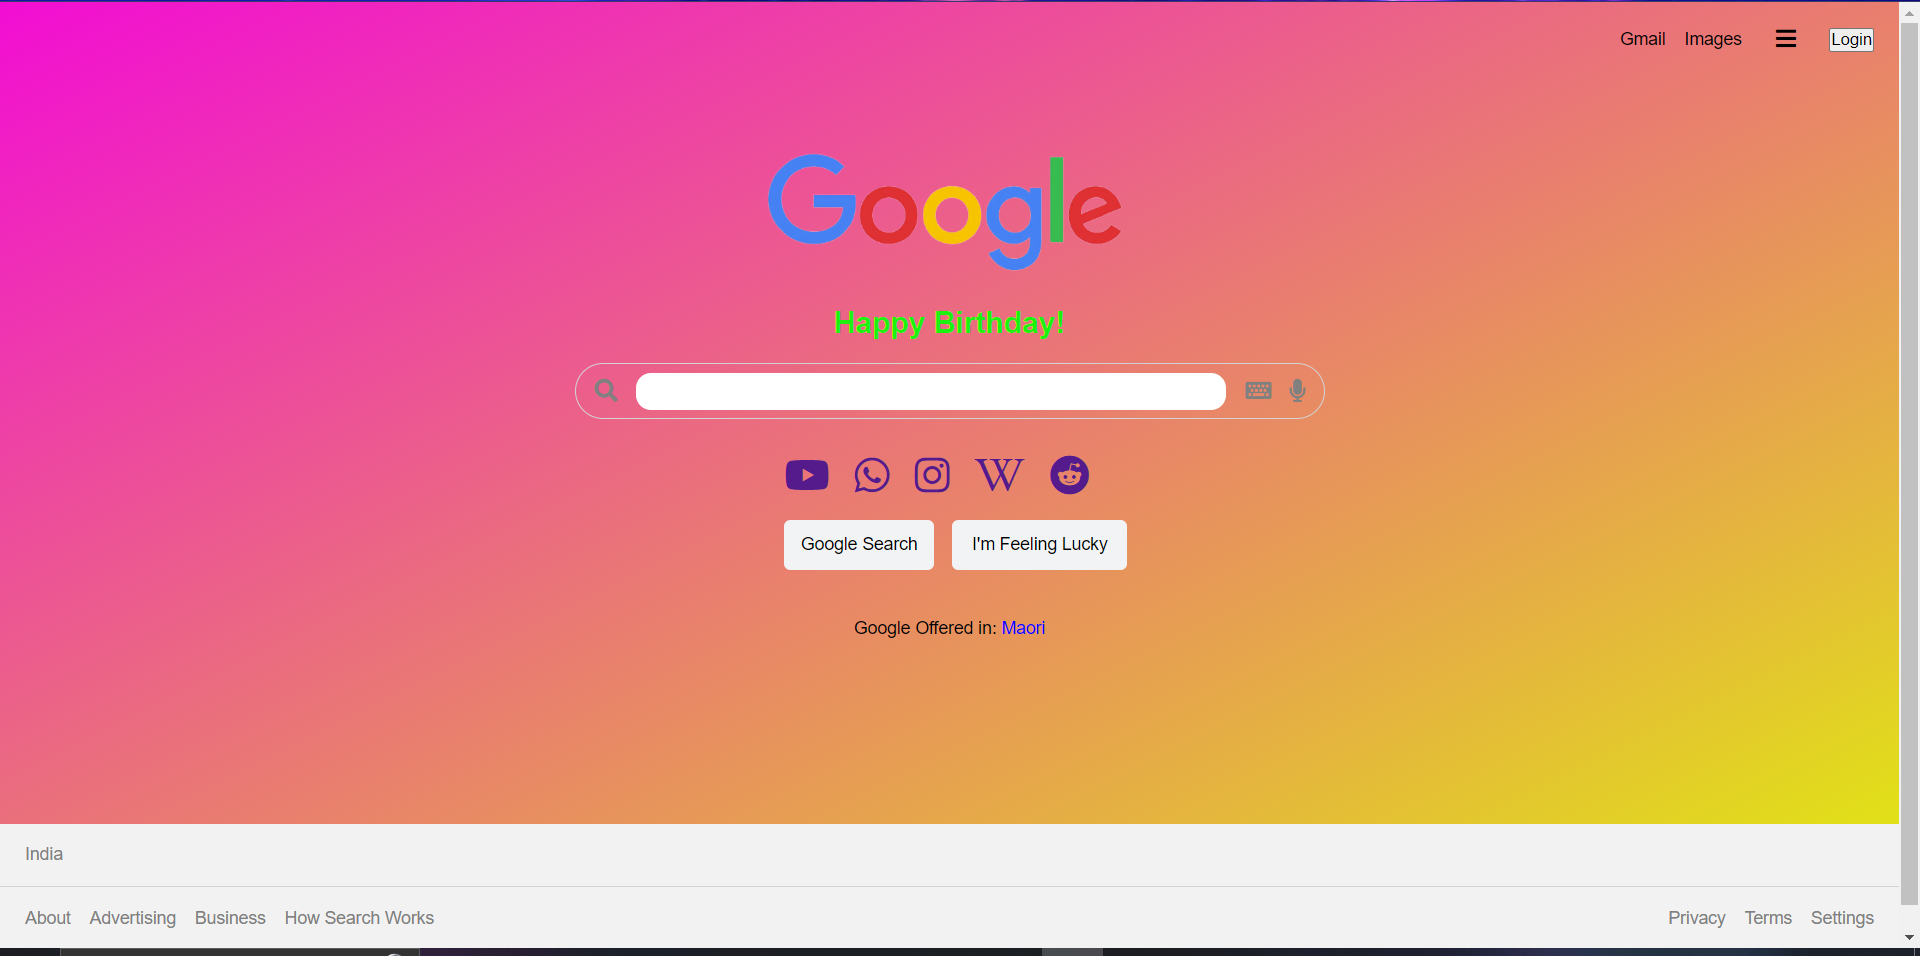 Gmail Images Login
Google
Happy Birthday!
W
Google Search I'm Feeling Lucky
Google Offered in: Maori
India
About Advertising Business How Search Works Privacy Terms Settings